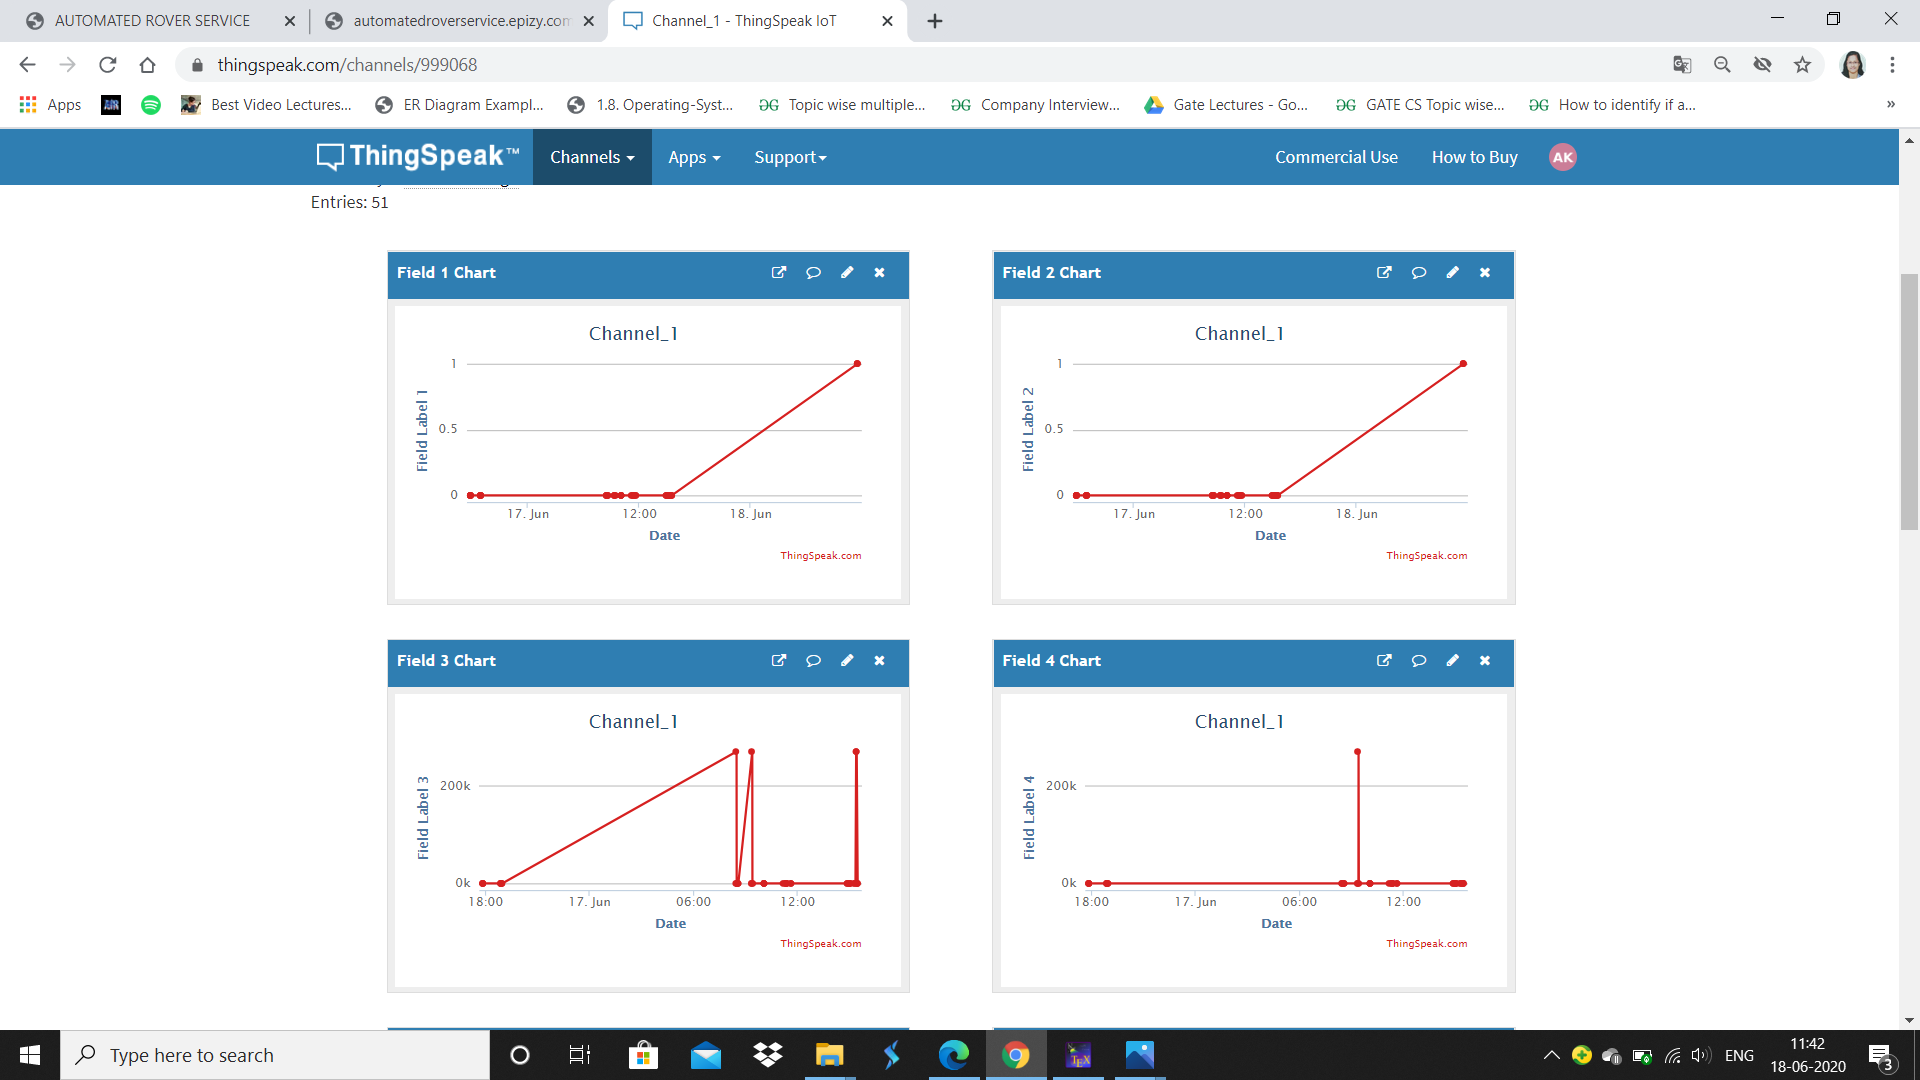 AUTOMATED ROVER SERVICE
automatedroverservice.epizy.com
Channel_1 - ThingSpeak IoT
thingspeak.com/channels/999068
Apps
Best Video Lectures...
ER Diagram Exampl...
1.8. Operating-Syst...
Topic wise multiple...
Company Interview...
Gate Lectures - Go...
GATE CS Topic wise...
How to identify if a...
»
ThingSpeak™
Channels
Apps
Support
Commercial Use
How to Buy
AK
Entries: 51
Field 1 Chart
Channel_1
Field Label 1
1
0.5
0
17. Jun
12:00
18. Jun
Date
ThingSpeak.com
Field 2 Chart
Channel_1
Field Label 2
1
0.5
0
17. Jun
12:00
18. Jun
Date
ThingSpeak.com
Field 3 Chart
Channel_1
Field Label 3
200k
0k
18:00
17. Jun
06:00
12:00
Date
ThingSpeak.com
Field 4 Chart
Channel_1
Field Label 4
200k
0k
18:00
17. Jun
06:00
12:00
Date
ThingSpeak.com
Type here to search
ENG
11:42
18-06-2020
3